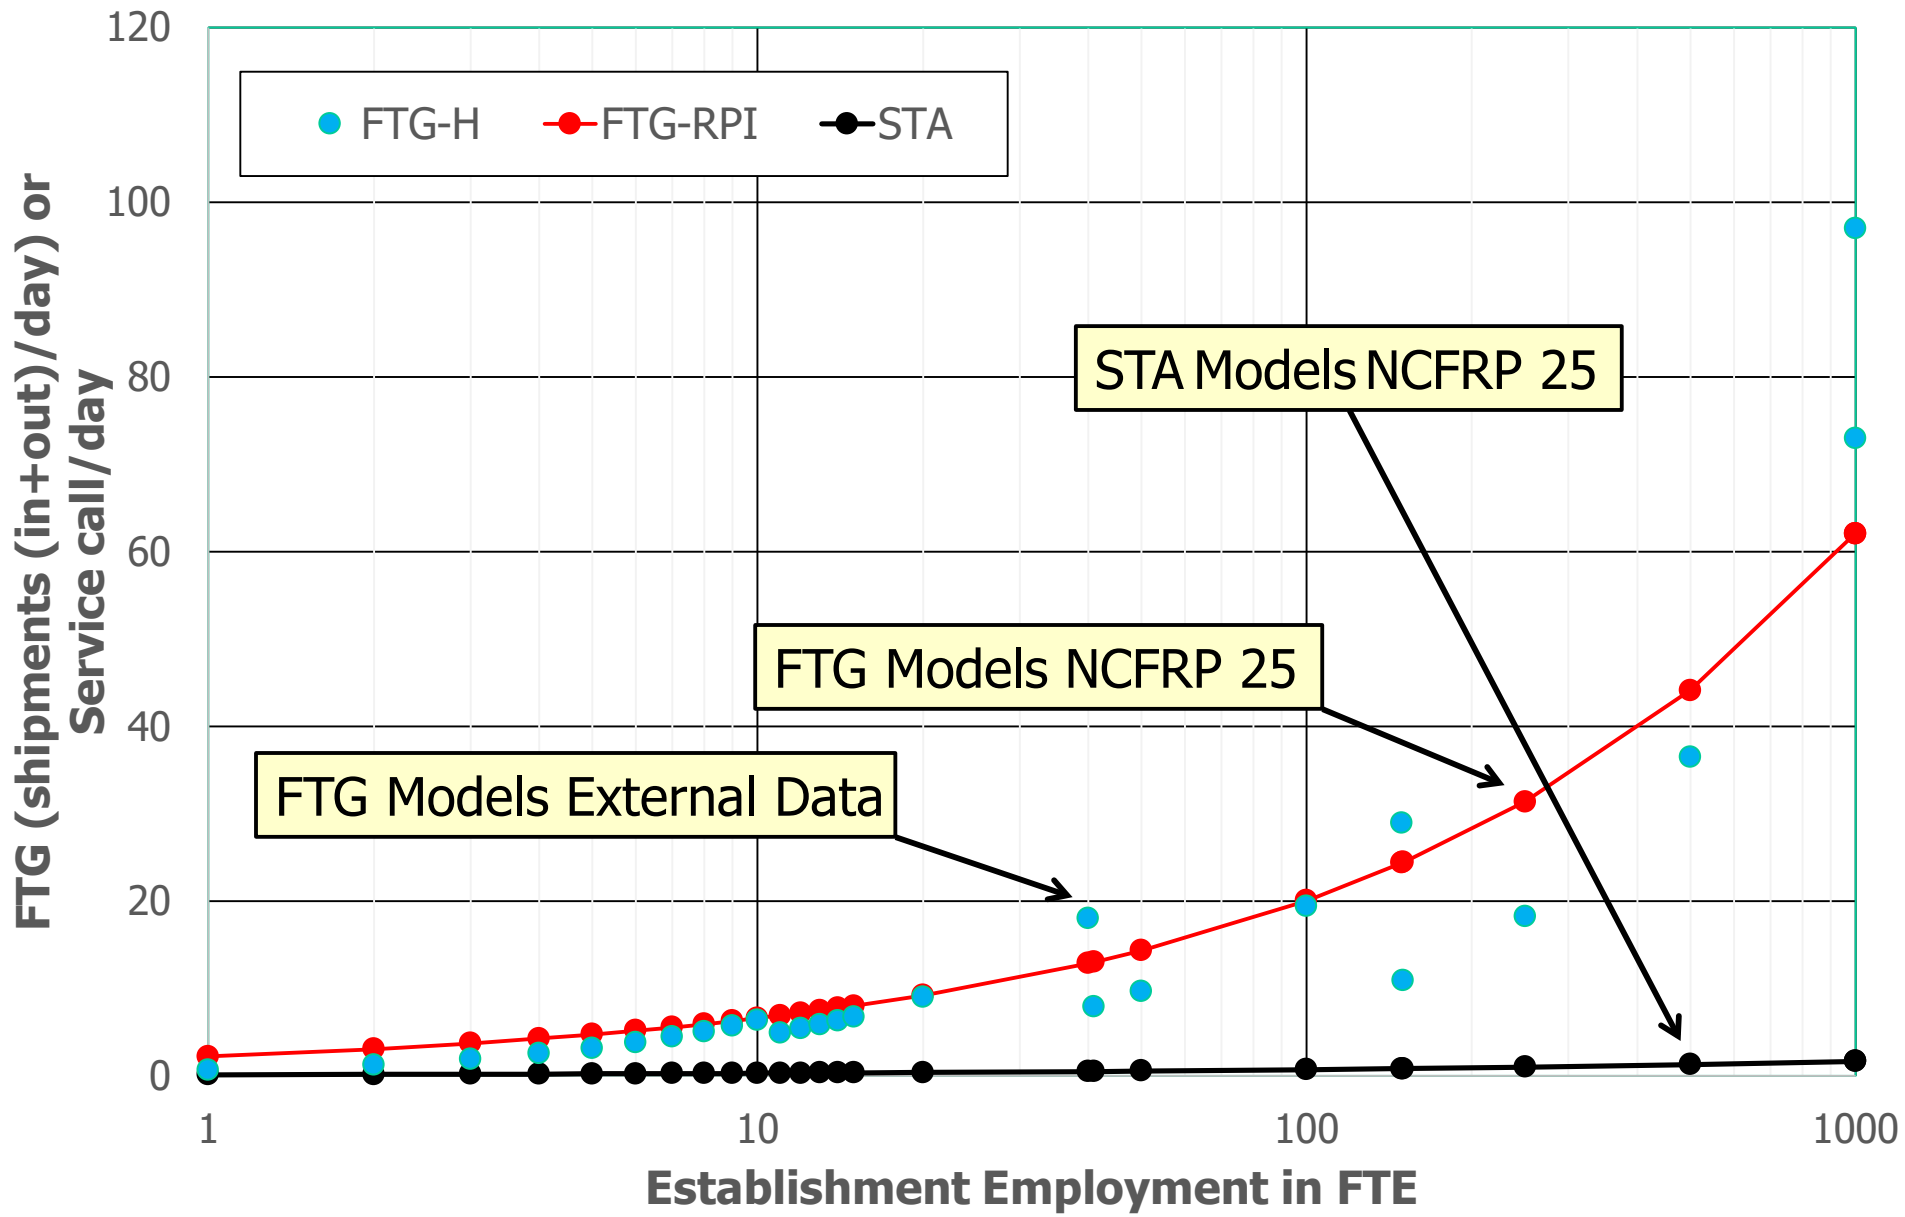 120
100
80
60
40
20
0
FTG (shipments (in+out)/day) or
Service call/day
FTG-H
FTG-RPI
STA
STA Models NCFRP 25
FTG Models NCFRP 25
FTG Models External Data
1
10
100
1000
Establishment Employment in FTE